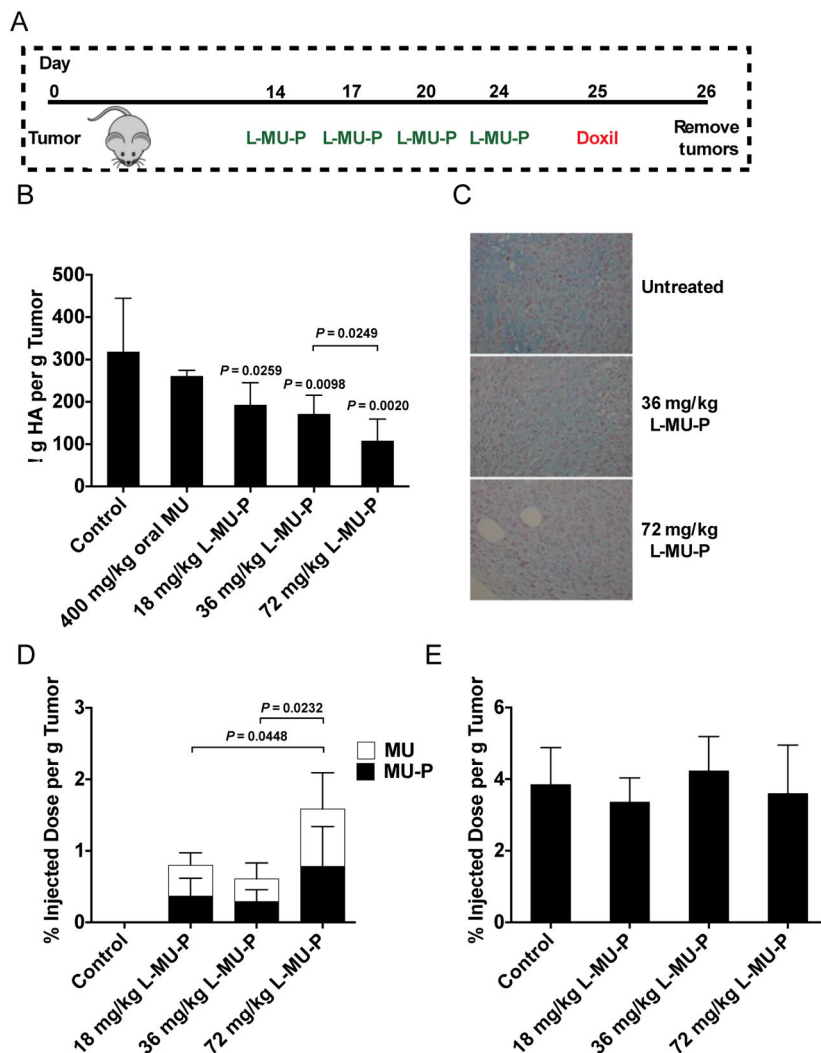 A
Day
0 14 17 20 24 25 26
Tumor L-MU-P L-MU-P L-MU-P L-MU-P Doxil Remove
tumors
B
! g HA per g Tumor
500
400
300
200
100
0
P = 0.0249
P = 0.0259
P = 0.0098
P = 0.0020
Control
400 mg/kg oral MU
18 mg/kg L-MU-P
36 mg/kg L-MU-P
72 mg/kg L-MU-P
C
Untreated
36 mg/kg
L-MU-P
72 mg/kg
L-MU-P
D
% Injected Dose per g Tumor
3
2
1
0
P = 0.0232
P = 0.0448
MU
MU-P
Control
18 mg/kg L-MU-P
36 mg/kg L-MU-P
72 mg/kg L-MU-P
E
% Injected Dose per g Tumor
6
4
2
0
Control
18 mg/kg L-MU-P
36 mg/kg L-MU-P
72 mg/kg L-MU-P